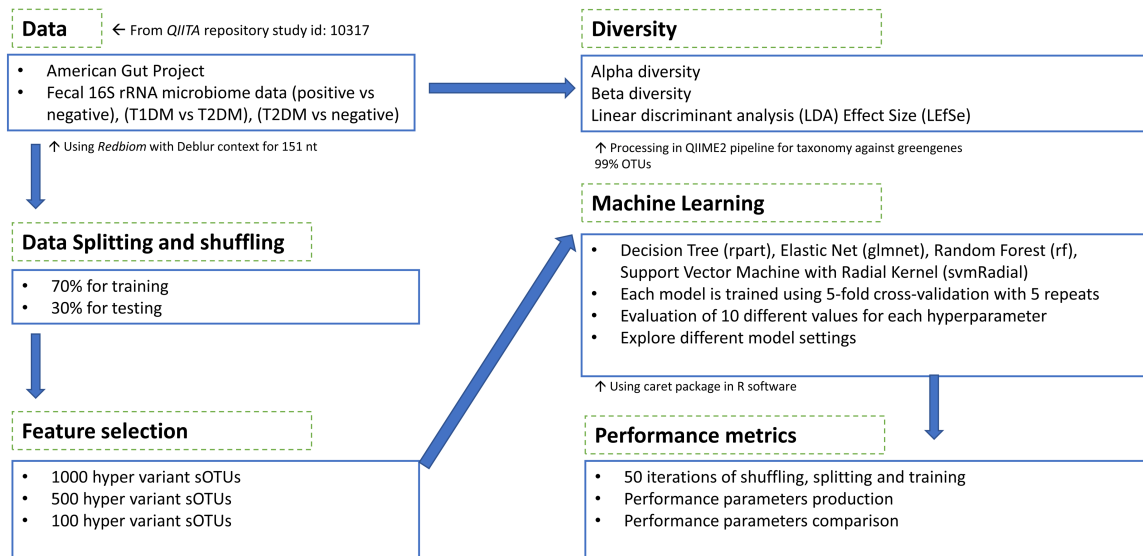 Data
← From QIITA repository study id: 10317
• American Gut Project
• Fecal 16S rRNA microbiome data (positive vs
negative), (T1DM vs T2DM), (T2DM vs negative)
↑ Using Redbiom with Deblur context for 151 nt
Data Splitting and shuffling
• 70% for training
• 30% for testing
Feature selection
• 1000 hyper variant sOTUs
• 500 hyper variant sOTUs
• 100 hyper variant sOTUs
Diversity
Alpha diversity
Beta diversity
Linear discriminant analysis (LDA) Effect Size (LEfSe)
↑ Processing in QIIME2 pipeline for taxonomy against greengenes
99% OTUs
Machine Learning
• Decision Tree (rpart), Elastic Net (glmnet), Random Forest (rf),
Support Vector Machine with Radial Kernel (svmRadial)
• Each model is trained using 5-fold cross-validation with 5 repeats
• Evaluation of 10 different values for each hyperparameter
• Explore different model settings
↑ Using caret package in R software
Performance metrics
• 50 iterations of shuffling, splitting and training
• Performance parameters production
• Performance parameters comparison